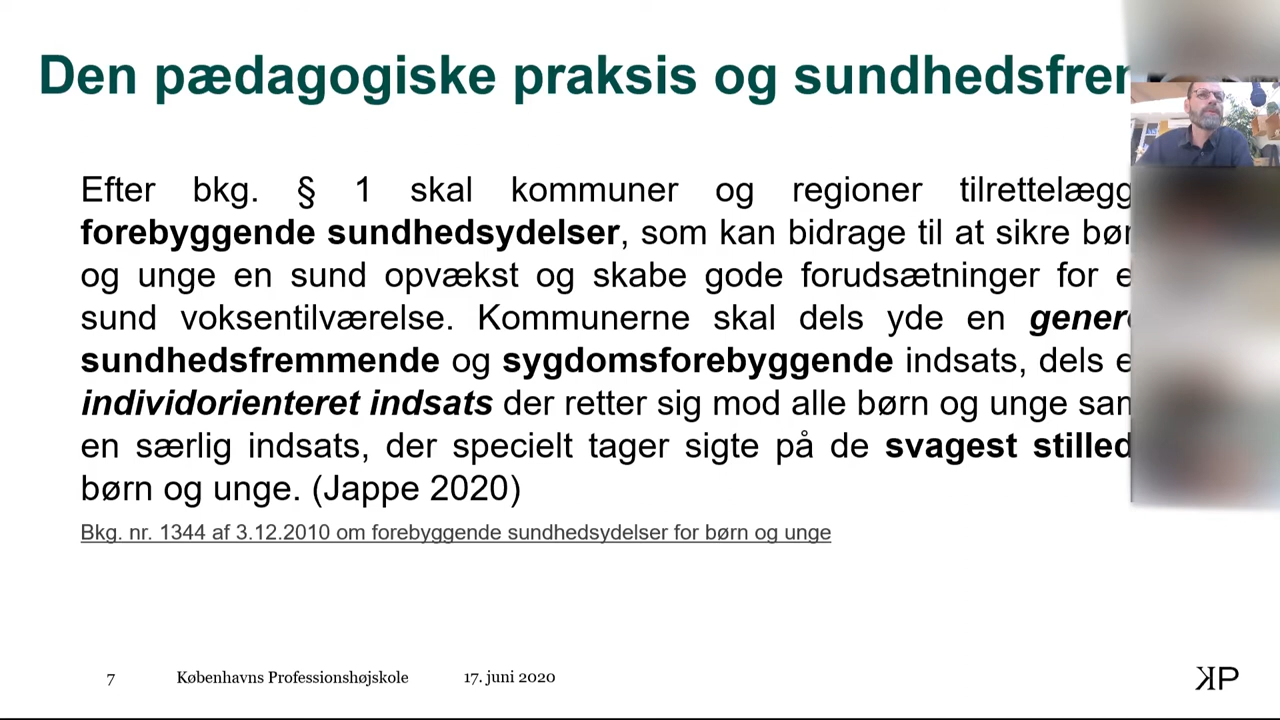 Den pædagogiske praksis og sundhedsfrem
Efter bkg. § 1 skal kommuner og regioner tilrettelægg
forebyggende sundhedsydelser, som kan bidrage til at sikre børn
og unge en sund opvækst og skabe gode forudsætninger for e
sund voksentilværelse. Kommunerne skal dels yde en genere
sundhedsfremmende og sygdomsforebyggende indsats, dels e
individorienteret indsats der retter sig mod alle børn og unge sam
en særlig indsats, der specielt tager sigte på de svagest stilled
børn og unge. (Jappe 2020)
Bkg. nr. 1344 af 3.12.2010 om forebyggende sundhedsydelser for børn og unge
7 Københavns Professionshøjskole 17. juni 2020
KP